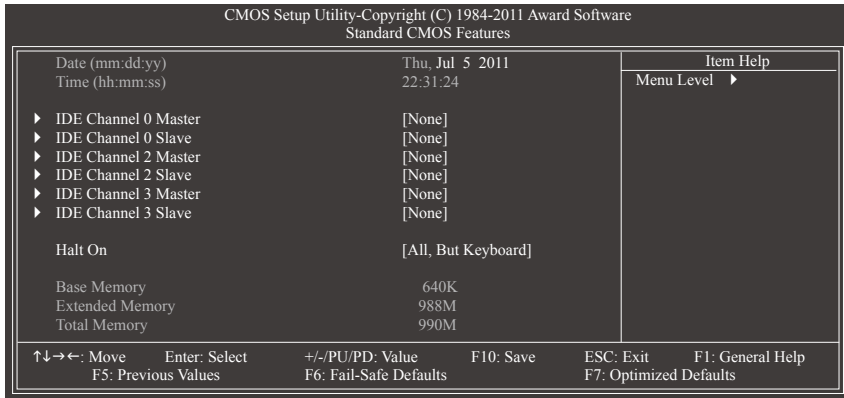 CMOS Setup Utility-Copyright (C) 1984-2011 Award Software
Standard CMOS Features
Date (mm:dd:yy) Thu, Jul 5 2011
Time (hh:mm:ss) 22:31:24
IDE Channel 0 Master [None]
IDE Channel 0 Slave [None]
IDE Channel 2 Master [None]
IDE Channel 2 Slave [None]
IDE Channel 3 Master [None]
IDE Channel 3 Slave [None]
Halt On [All, But Keyboard]
Base Memory 640K
Extended Memory 988M
Total Memory 990M
Item Help
Menu Level ▶
↑↓→←: Move Enter: Select +/-/PU/PD: Value F10: Save ESC: Exit F1: General Help
F5: Previous Values F6: Fail-Safe Defaults F7: Optimized Defaults